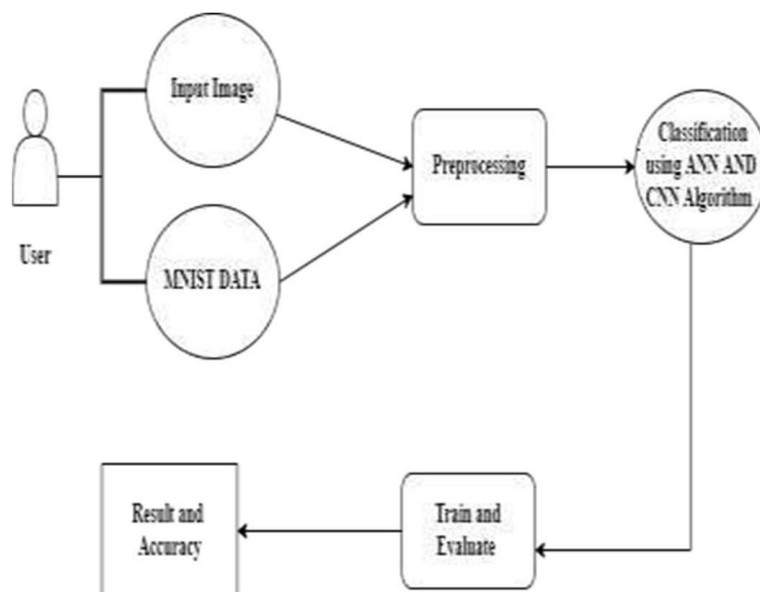 Input Image
Preprocessing
Classification
using ANN AND
CNN Algorithm
User
MNIST DATA
Result and
Accuracy
Train and
Evaluate